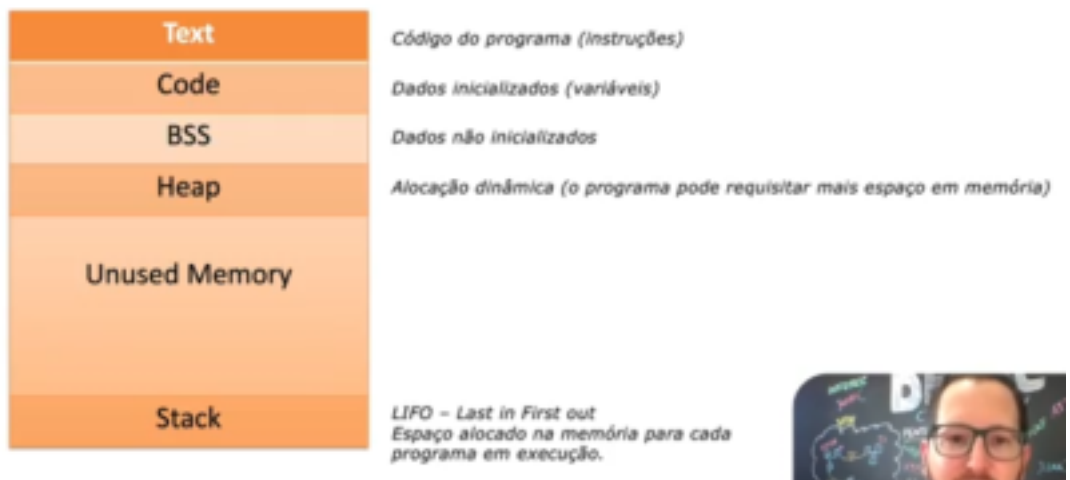 Text
Código do programa (instruções)
Code
Dados inicializados (variáveis)
BSS
Dados não inicializados
Heap
Alocação dinâmica (o programa pode requisitar mais espaço em memória)
Unused Memory
Stack
LIFO – Last in First out
Espaço alocado na memória para cada
programa em execução.